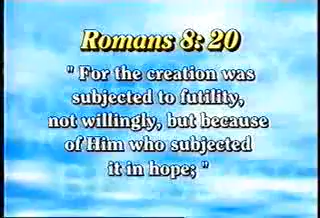 Romans 8: 20
" For the creation was
subjected to futility,
not willingly, but because
of Him who subjected
it in hope; "